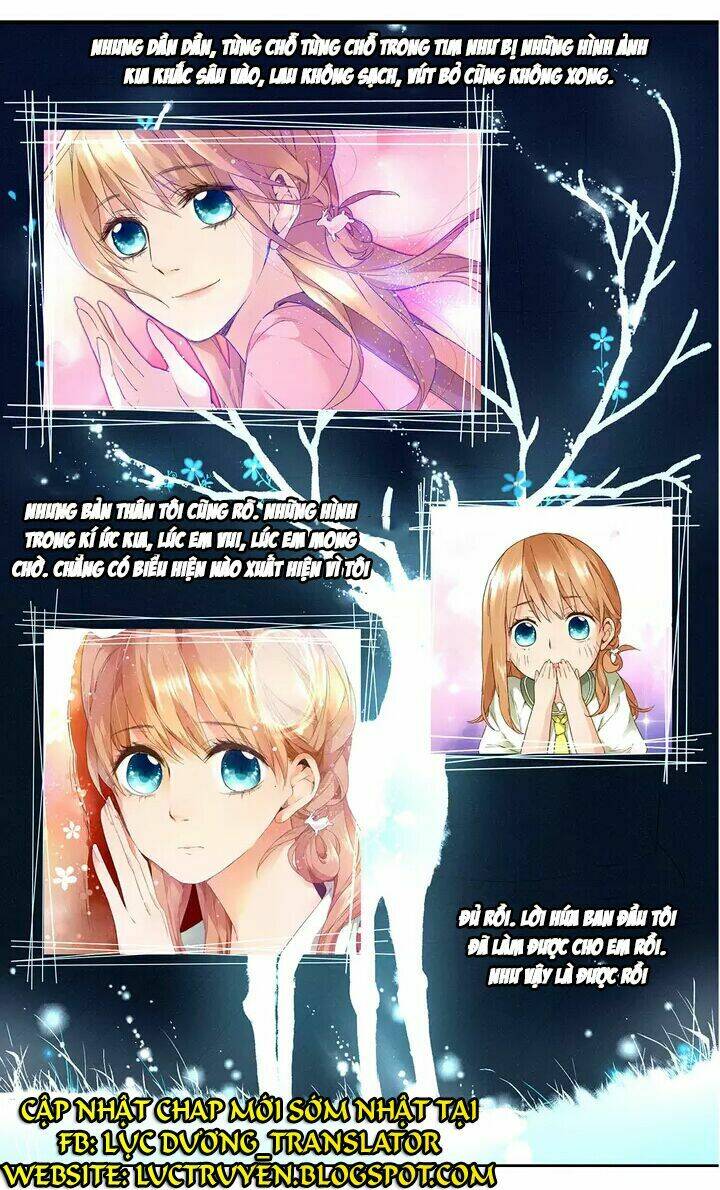 NHƯNG DẦN DẦN, TỪNG CHỖ TỪNG CHỖ TRONG TIM NHƯ BỊ NHỮNG HÌNH ẢNH
KIA KHẮC SÂU VÀO, LAU KHÔNG SẠCH, VÚT BỎ CŨNG KHÔNG XONG.
NHƯNG BẢN THÂN TÔI CŨNG RÕ. NHỮNG HÌNH
TRONG KÍ ỨC KIA, LÚC EM VUI, LÚC EM MONG
CHỜ. CHẲNG CÓ BIỂU HIỆN NÀO XUẤT HIỆN VÌ TÔI
ĐỦ RỒI. LỜI HỨA BAN ĐẦU TÔI
ĐÃ LÀM ĐƯỢC CHO EM RỒI.
NHƯ VẬY LÀ ĐƯỢC RỒI
CẬP NHẬT CHAP MỚI SỚM NHẤT TẠI
FB: LỤC DƯƠNG_TRANSLATOR
WEBSITE: LUCTRUYEN.BLOGSPOT.COM